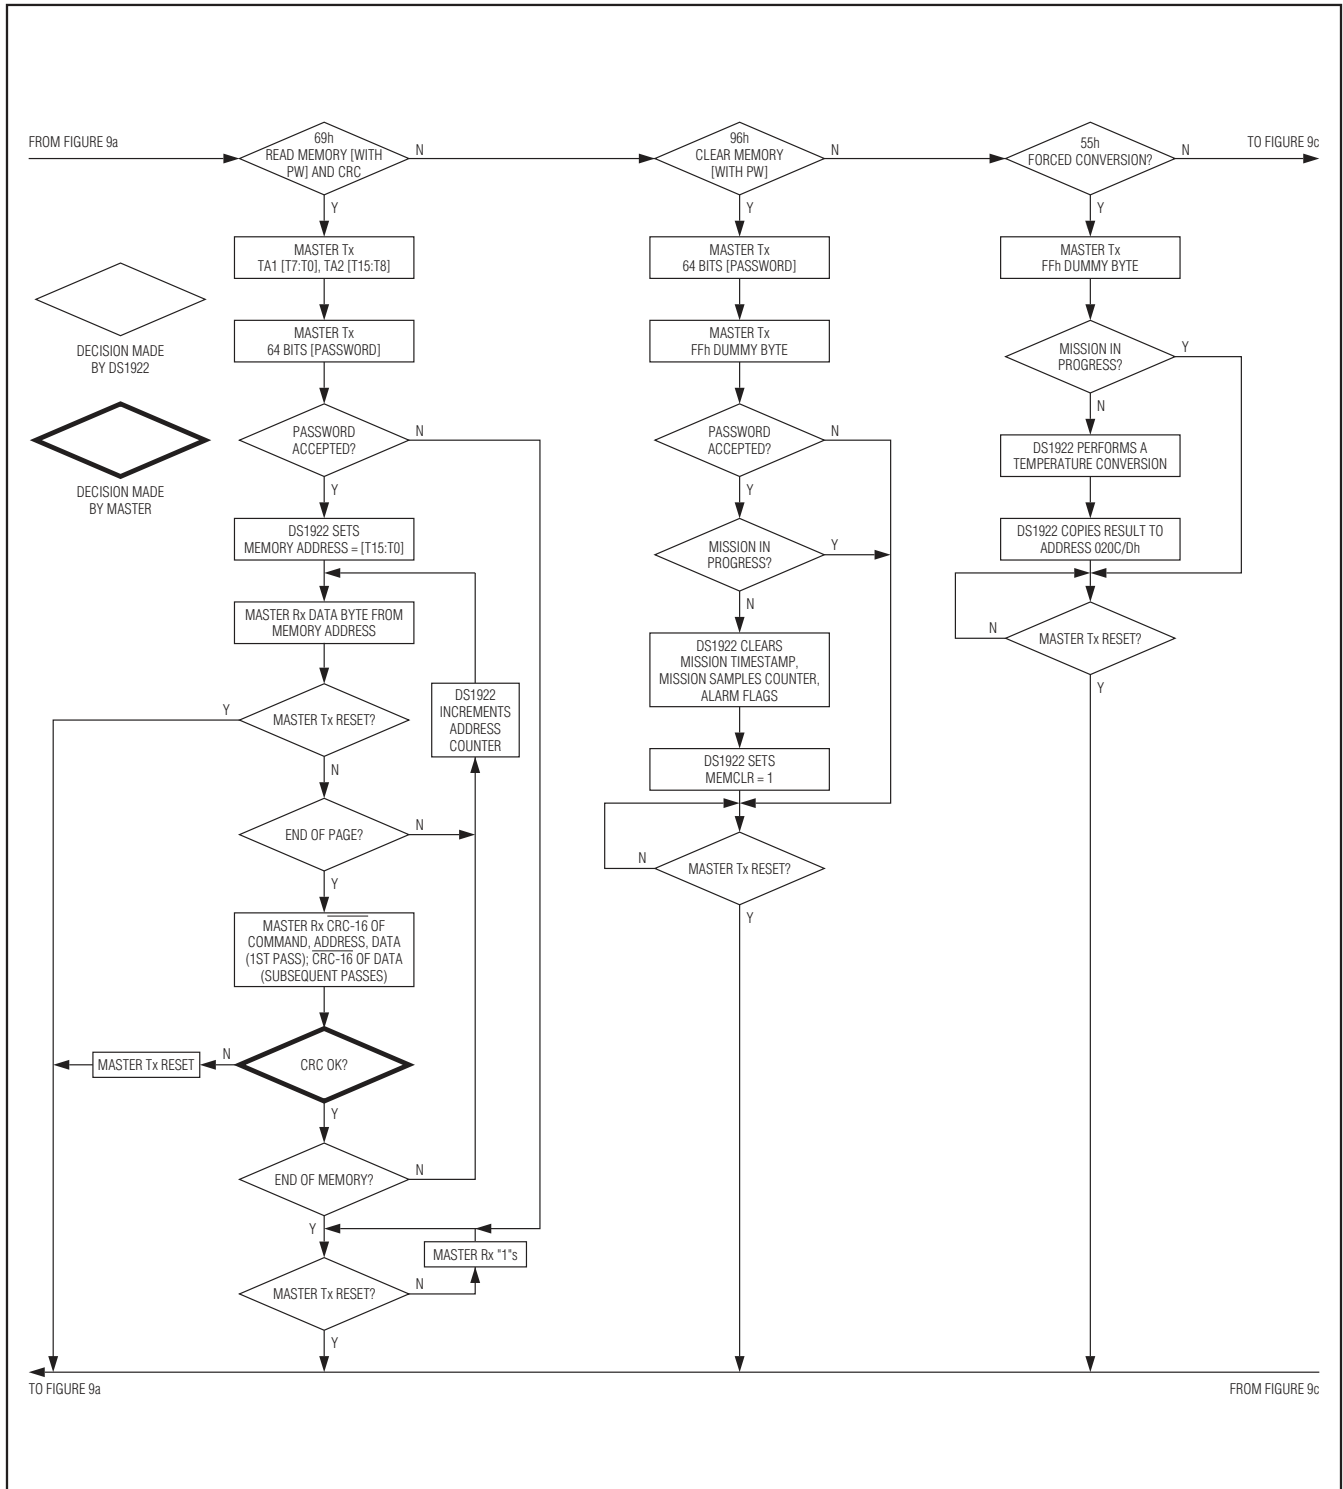 FROM FIGURE 9a
69h
READ MEMORY [WITH
PW] AND CRC
N
Y
MASTER Tx
TA1 [T7:T0], TA2 [T15:T8]
MASTER Tx
64 BITS [PASSWORD]
PASSWORD
ACCEPTED?
N
Y
DS1922 SETS
MEMORY ADDRESS = [T15:T0]
MASTER Rx DATA BYTE FROM
MEMORY ADDRESS
DS1922
INCREMENTS
ADDRESS
COUNTER
Y
MASTER Tx RESET?
N
END OF PAGE?
N
Y
MASTER Rx CRC-16 OF
COMMAND, ADDRESS, DATA
(1ST PASS); CRC-16 OF DATA
(SUBSEQUENT PASSES)
CRC OK?
N
MASTER Tx RESET
Y
END OF MEMORY?
N
Y
MASTER Rx "1"s
MASTER Tx RESET?
N
Y
DECISION MADE
BY DS1922
DECISION MADE
BY MASTER
96h
CLEAR MEMORY
[WITH PW]
N
Y
MASTER Tx
64 BITS [PASSWORD]
MASTER Tx
FFh DUMMY BYTE
PASSWORD
ACCEPTED?
N
Y
MISSION IN
PROGRESS?
Y
N
DS1922 CLEARS
MISSION TIMESTAMP,
MISSION SAMPLES COUNTER,
ALARM FLAGS
DS1922 SETS
MEMCLR = 1
N
MASTER Tx RESET?
Y
55h
FORCED CONVERSION?
N
TO FIGURE 9c
Y
MASTER Tx
FFh DUMMY BYTE
MISSION IN
PROGRESS?
Y
N
DS1922 PERFORMS A
TEMPERATURE CONVERSION
DS1922 COPIES RESULT TO
ADDRESS 020C/Dh
N
MASTER Tx RESET?
Y
TO FIGURE 9a
FROM FIGURE 9c